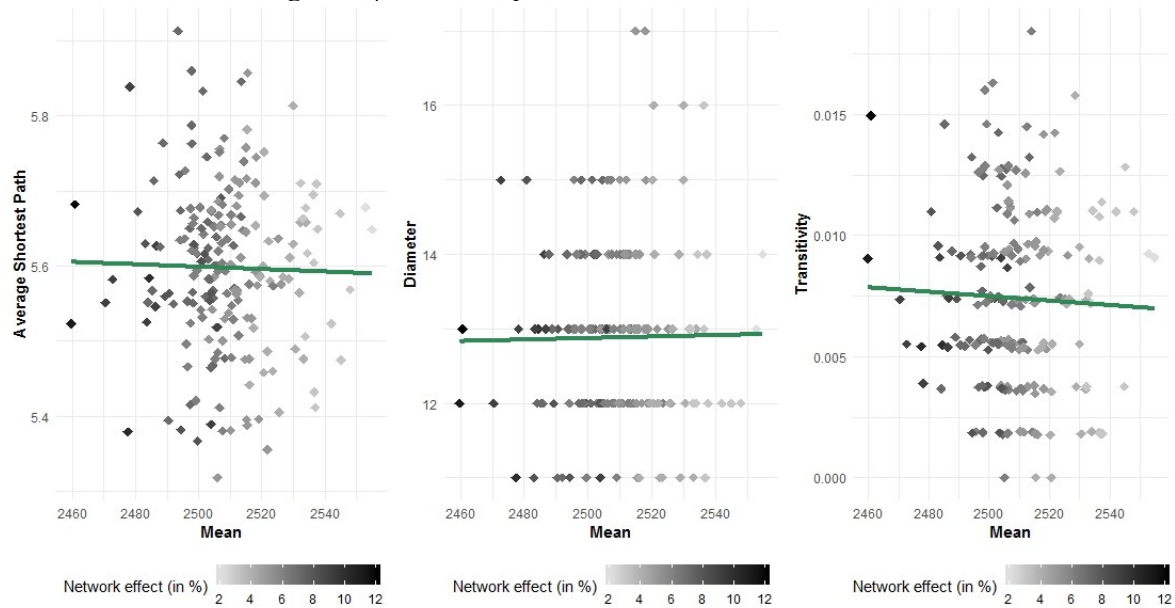 5.8
5.6
5.4
Average Shortest Path
2460 2480 2500 2520 2540
Mean
Network effect (in %)
2 4 6 8 10 12
16
14
12
Diameter
2460 2480 2500 2520 2540
Mean
Network effect (in %)
2 4 6 8 10 12
0.015
0.010
0.005
0.000
Transitivity
2460 2480 2500 2520 2540
Mean
Network effect (in %)
2 4 6 8 10 12